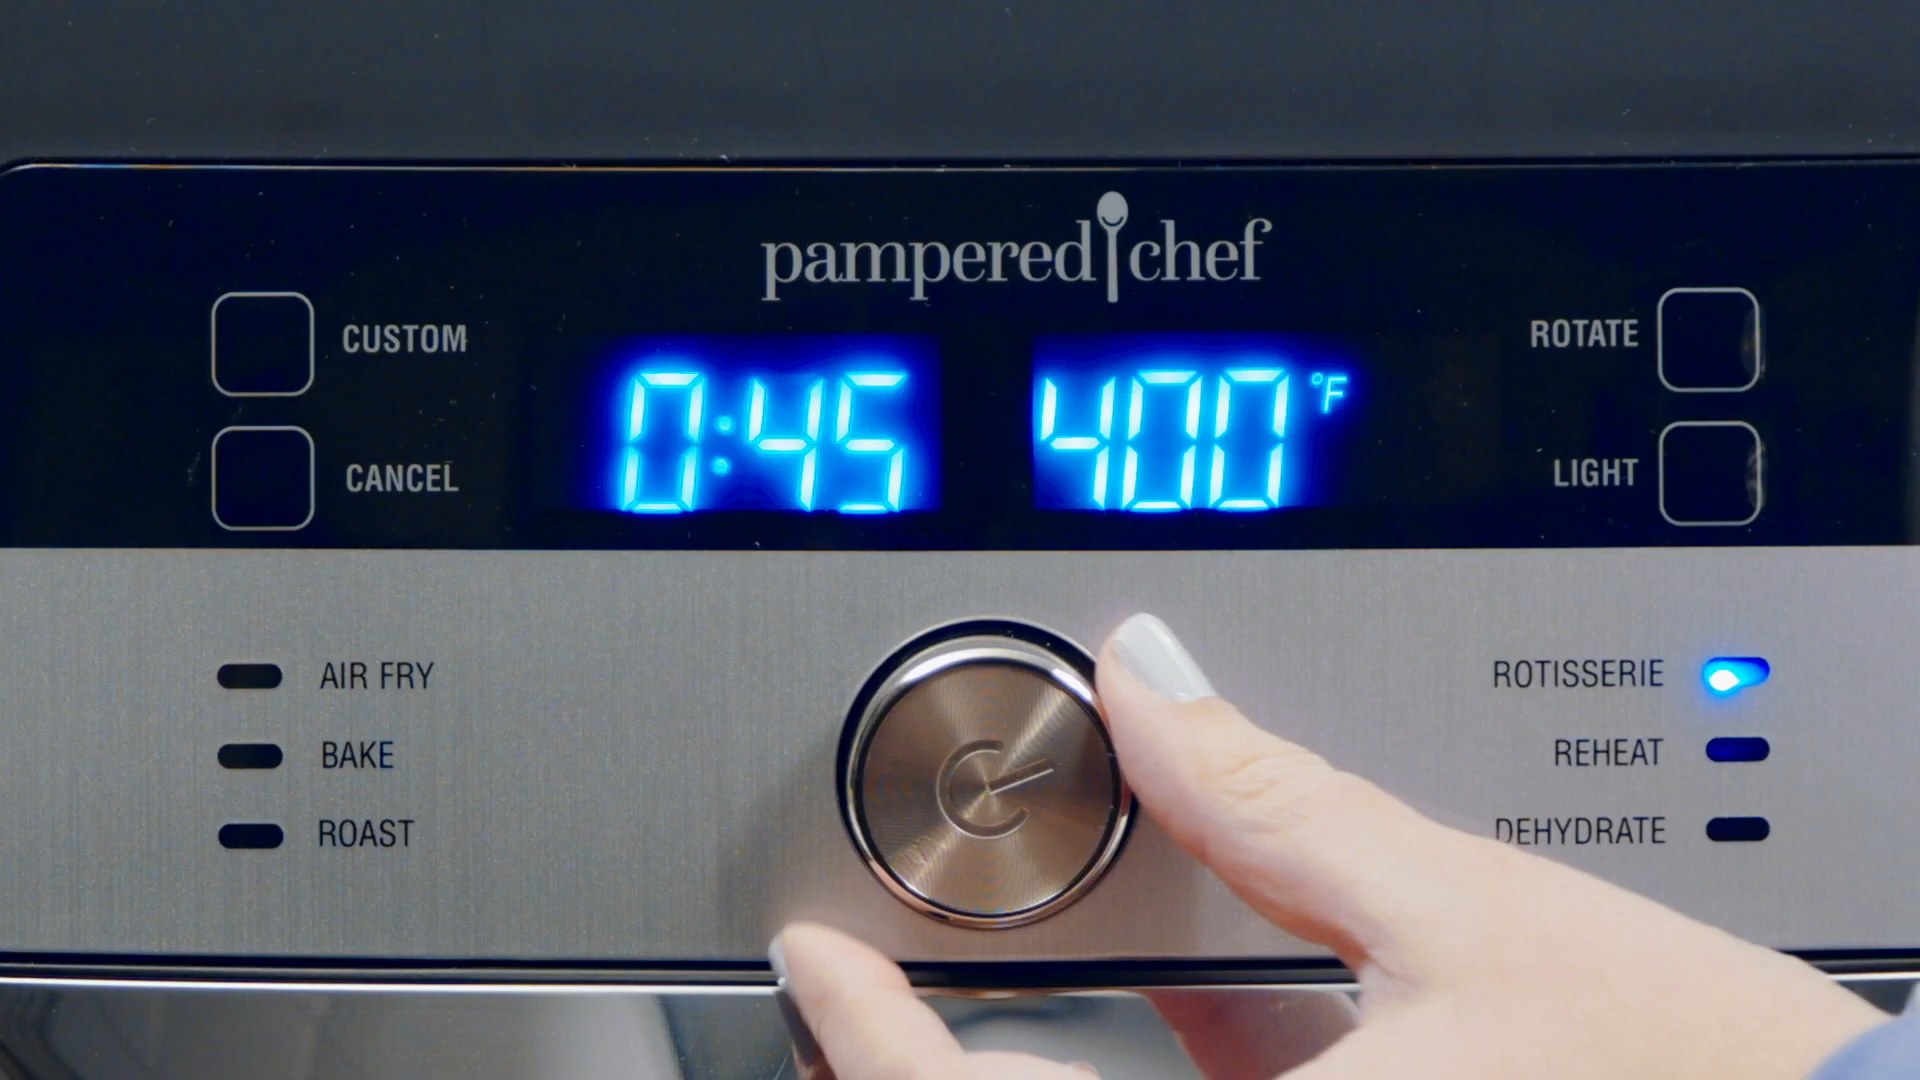 pampered chef
CUSTOM
0:45
400 °F
ROTATE
CANCEL
LIGHT
AIR FRY
ROTISSERIE
BAKE
REHEAT
ROAST
DEHYDRATE